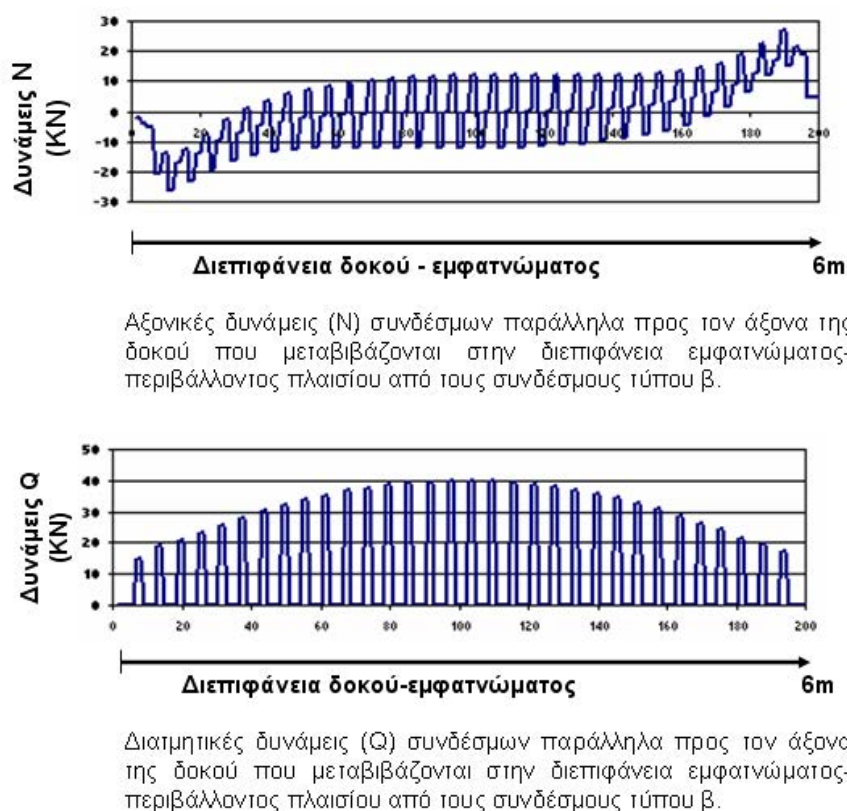 30
20
10
0
-10
-20
-30
0 20 40 60 80 100 120 140 160 180 200
Δυνάμεις Ν
(ΚΝ)
Διεπιφάνεια δοκού - εμφατνώματος
6m
Αξονικές δυνάμεις (Ν) συνδέσμων παράλληλα προς τον άξονα της
δοκού που μεταβιβάζονται στην διεπιφάνεια εμφατνώματος-
περιβάλλοντος πλαισίου από τους συνδέσμους τύπου β.
50
40
30
20
10
0
0 20 40 60 80 100 120 140 160 180 200
Δυνάμεις Q
(ΚΝ)
Διεπιφάνεια δοκού-εμφατνώματος
6m
Διατμητικές δυνάμεις (Q) συνδέσμων παράλληλα προς τον άξονα
της δοκού που μεταβιβάζονται στην διεπιφάνεια εμφατνώματος-
περιβάλλοντος πλαισίου από τους συνδέσμους τύπου β.